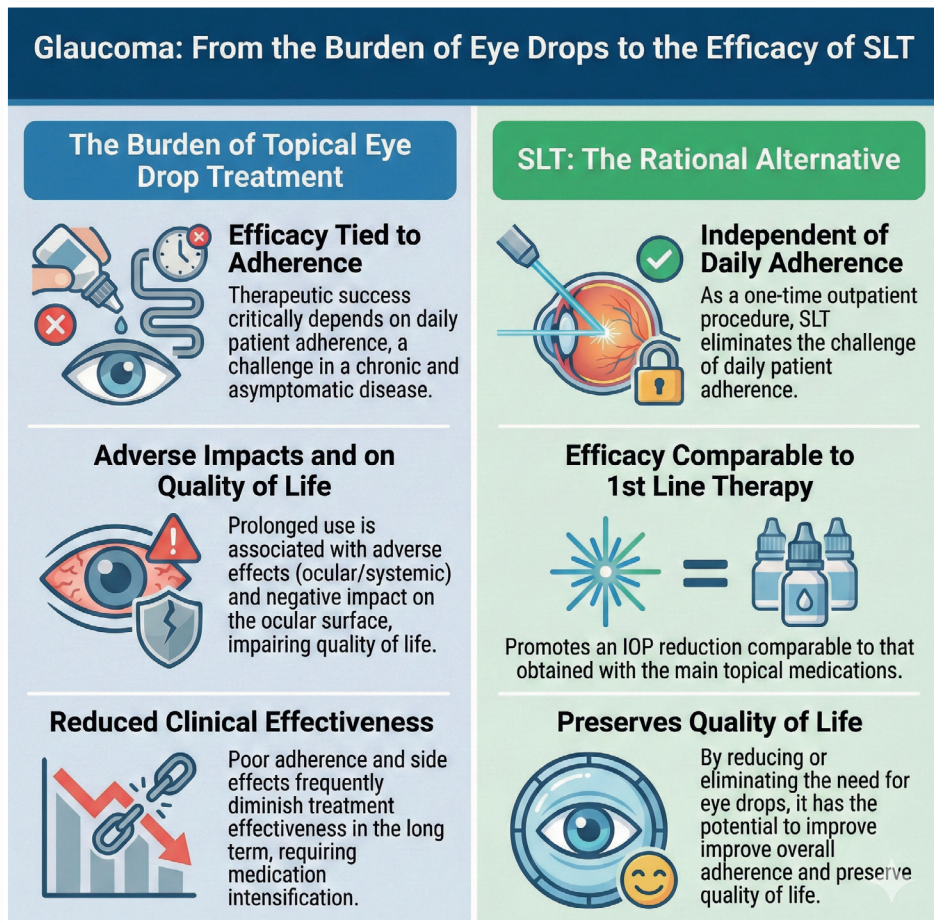 Glaucoma: From the Burden of Eye Drops to the Efficacy of SLT
The Burden of Topical Eye
Drop Treatment
Efficacy Tied to
Adherence
Therapeutic success
critically depends on daily
patient adherence, a
challenge in a chronic and
asymptomatic disease.
Adverse Impacts and on
Quality of Life
Prolonged use is
associated with adverse
effects (ocular/systemic)
and negative impact on
the ocular surface,
impairing quality of life.
Reduced Clinical Effectiveness
Poor adherence and side
effects frequently
diminish treatment
effectiveness in the long
term, requiring
medication
intensification.
SLT: The Rational Alternative
Independent of
Daily Adherence
As a one-time outpatient
procedure, SLT
eliminates the challenge
of daily patient
adherence.
Efficacy Comparable to
1st Line Therapy
Promotes an IOP reduction comparable to that
obtained with the main topical medications.
Preserves Quality of Life
By reducing or
eliminating the need for
eye drops, it has the
potential to improve
improve overall
adherence and preserve
quality of life.